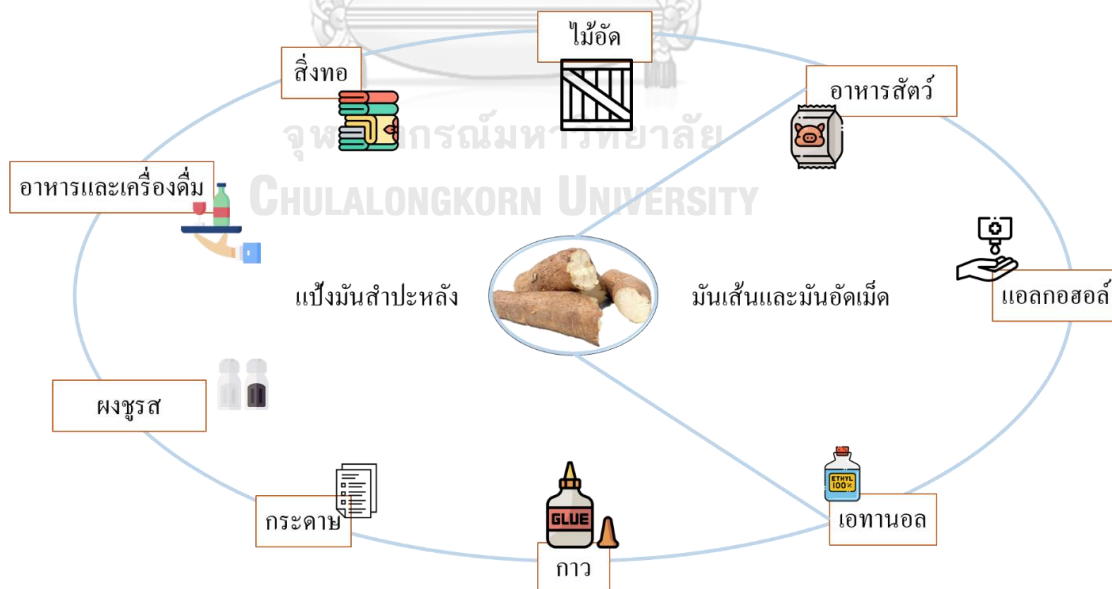 ไม้อัด
สิ่งทอ
อาหารสัตว์
จุฬาลงกรณ์มหาวิทยาลัย
อาหารและเครื่องดื่ม
CHULALONGKORN UNIVERSITY
แป้งมันสำปะหลัง
มันเส้นและมันอัดเม็ด
แอลกอฮอล์
ผงชูรส
ETHYL
100%
กระดาษ
GLUE
เอทานอล
กาว